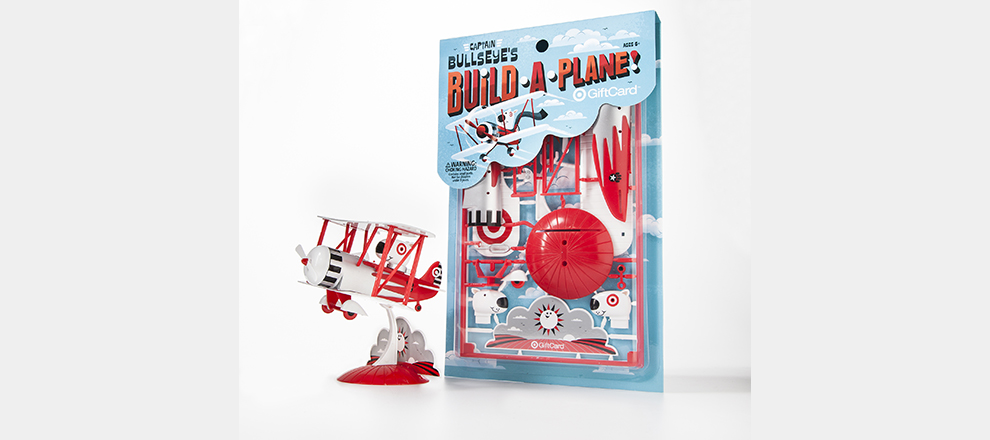 CAPTAIN
BULLSEYE'S
BUILD·A·PLANE!
AGES 6+
GiftCard
WARNING:
CHOKING HAZARD
GiftCard